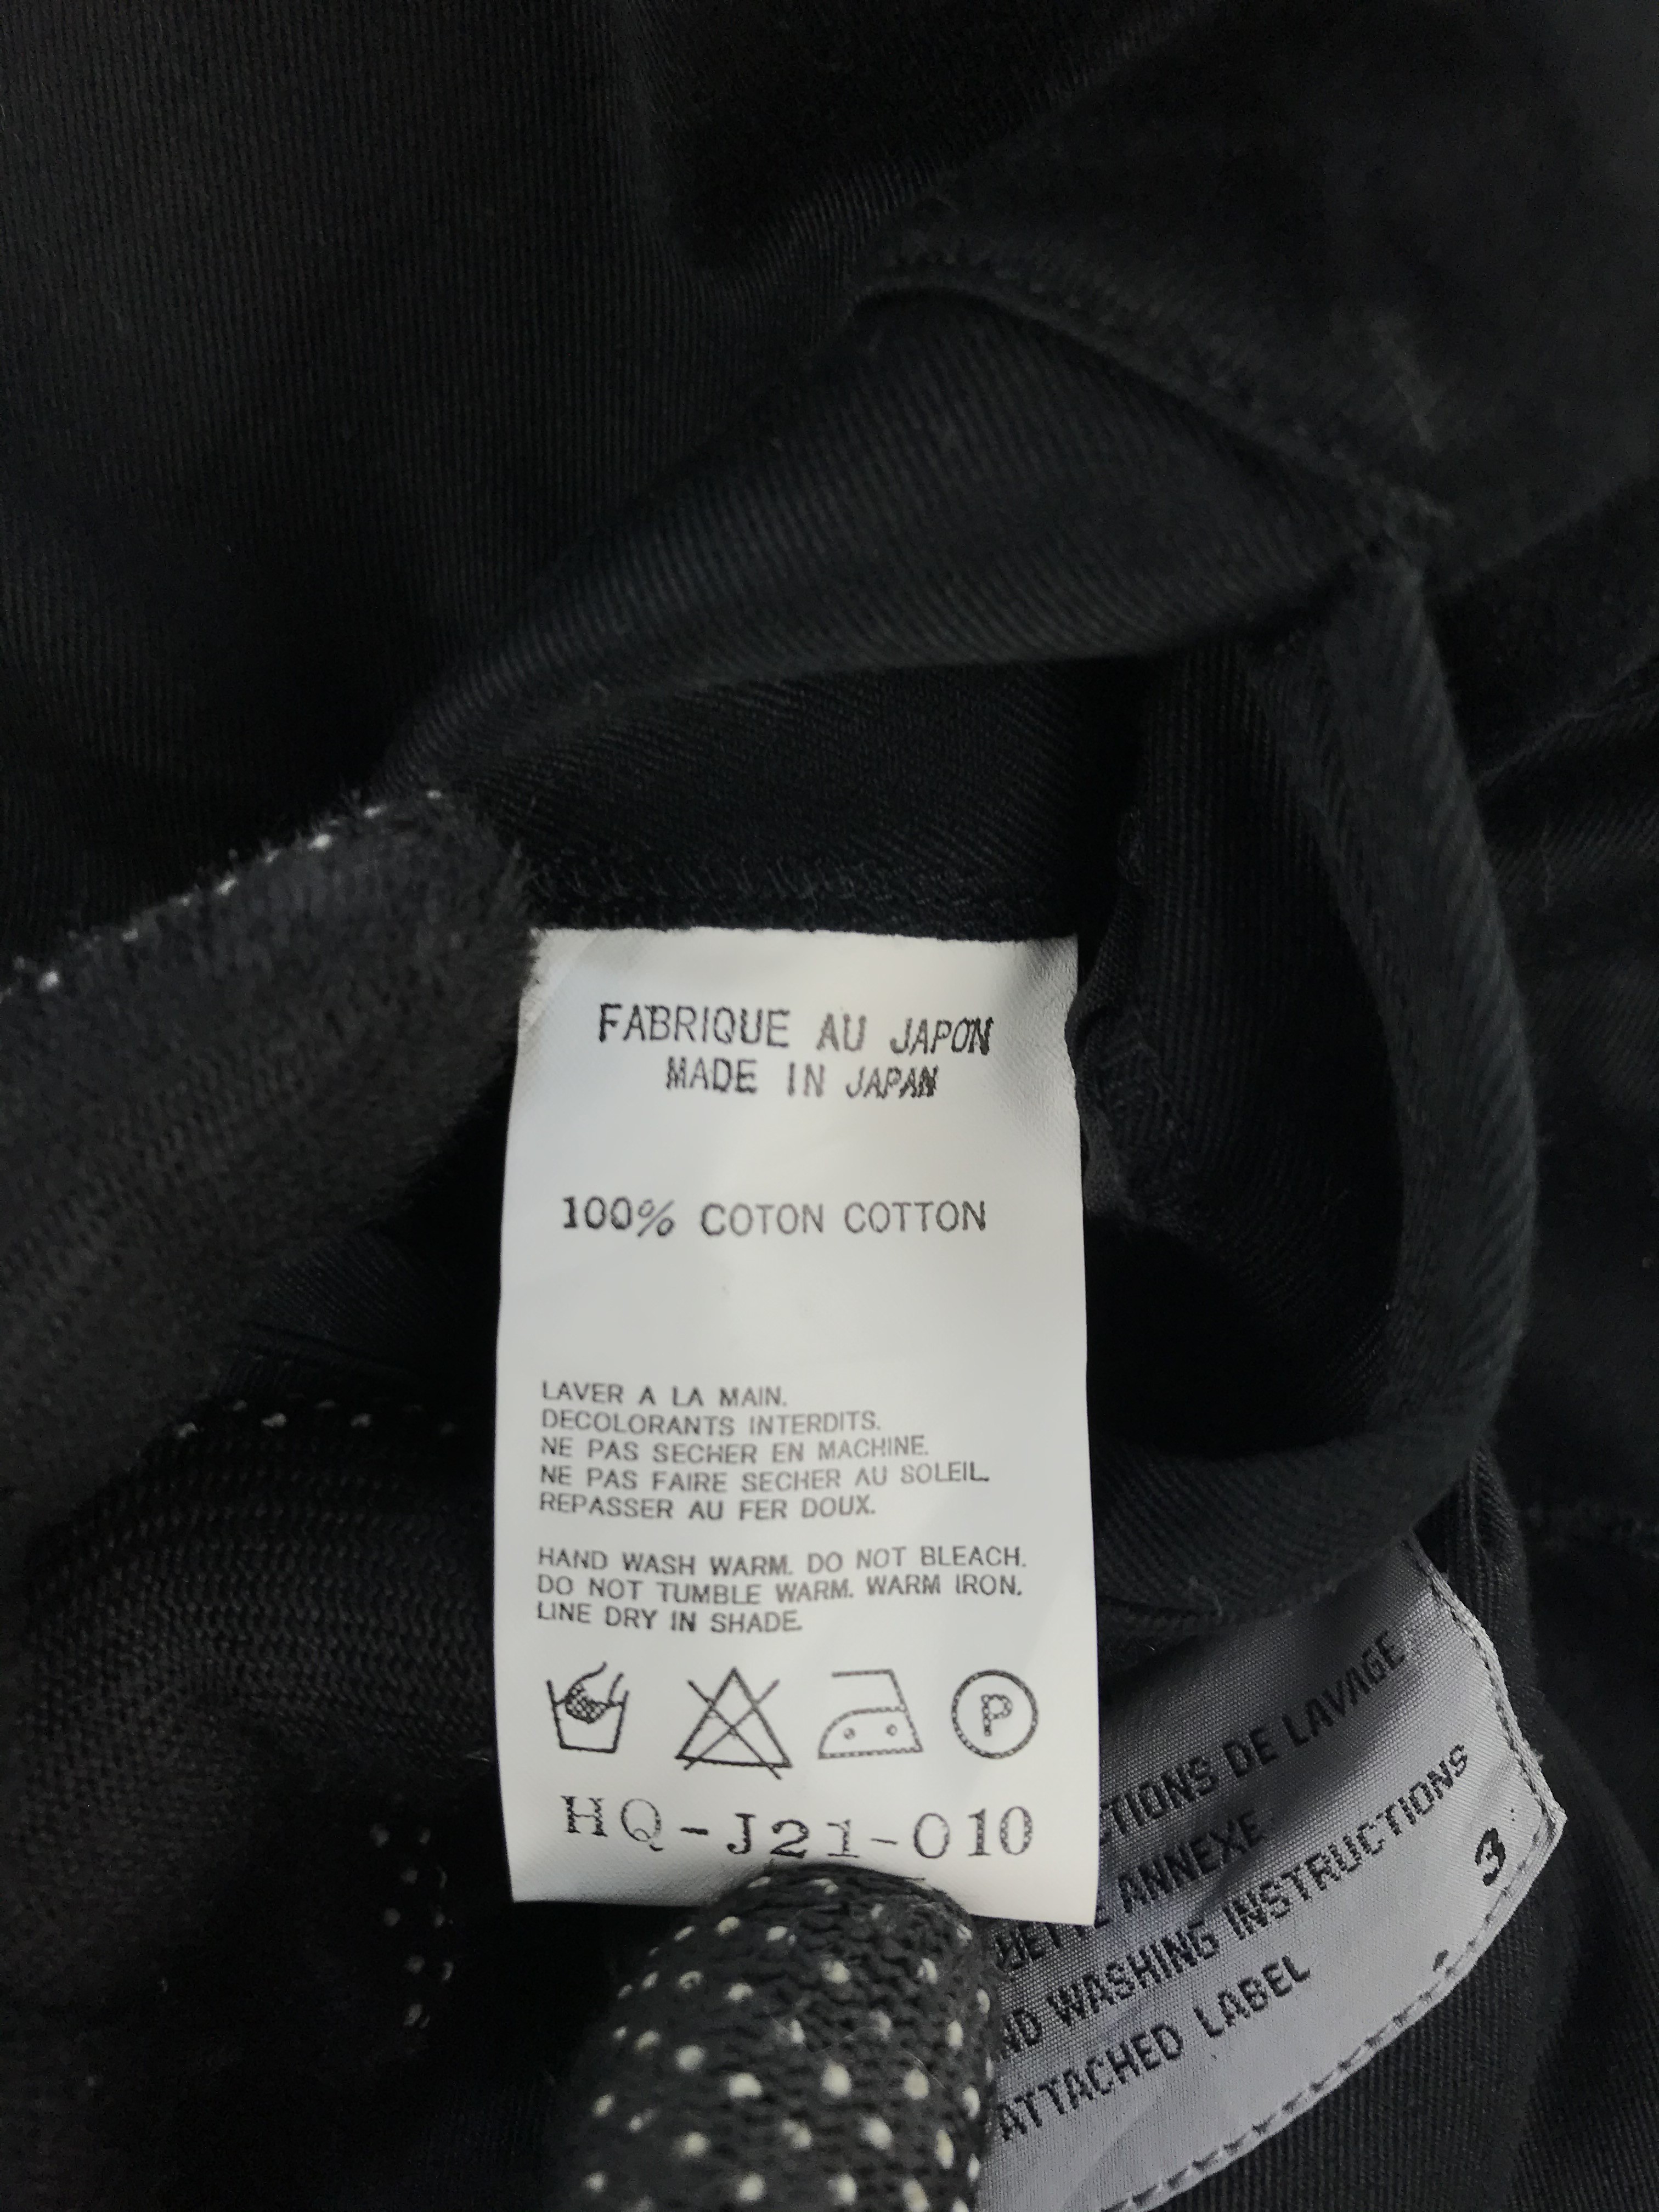 FABRIQUE AU JAPON
MADE IN JAPAN
100% COTON COTTON
LAVER A LA MAIN.
DECOLORANTS INTERDITS.
NE PAS SECHER EN MACHINE.
NE PAS FAIRE SECHER AU SOLEIL.
REPASSER AU FER DOUX.
HAND WASH WARM. DO NOT BLEACH.
DO NOT TUMBLE WARM. WARM IRON.
LINE DRY IN SHADE.
P
HQ-J21-010
CTIONS DE LAVAGE
ANNEXE
ND WASHING INSTRUCTIONS
ATTACHED LABEL
3